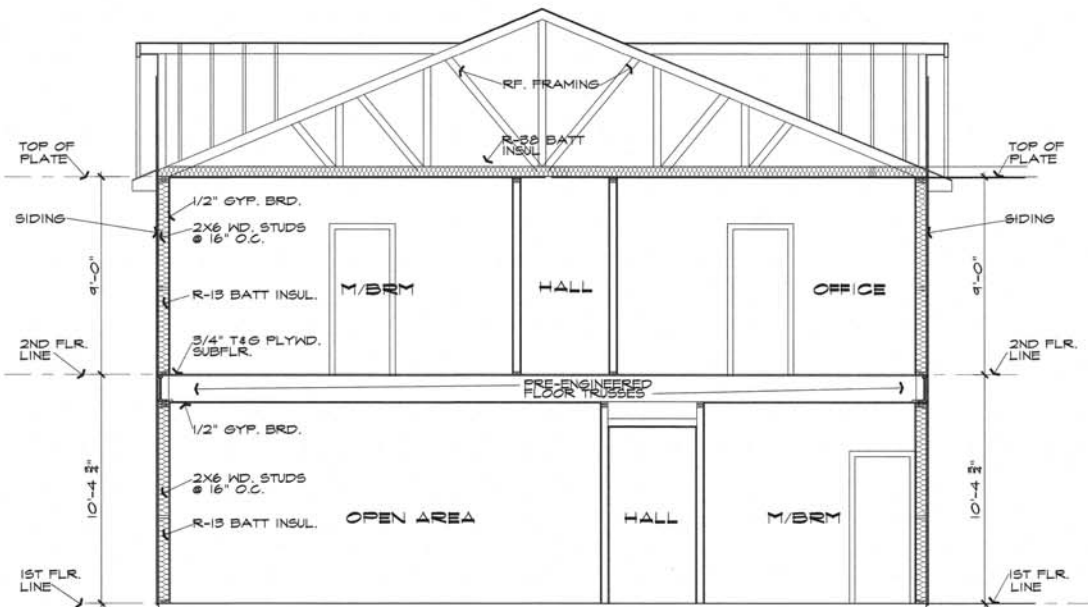 RF. FRAMING
R-38 BATT
INSUL
TOP OF
PLATE
TOP OF
PLATE
1/2" GYP. BRD.
SIDING
SIDING
2X6 WD. STUDS
@ 16" O.C.
9'-0"
M/BRM
HALL
OFFICE
9'-0"
R-13 BATT INSUL.
2ND FLR.
LINE
3/4" T&G PLYWD.
SUBFLR.
2ND FLR.
LINE
PRE-ENGINEERED
FLOOR TRUSSES
1/2" GYP. BRD.
2X6 WD. STUDS
@ 16" O.C.
10'-4
10'-4
OPEN AREA
HALL
M/BRM
R-13 BATT INSUL.
1ST FLR.
LINE
1ST FLR.
LINE